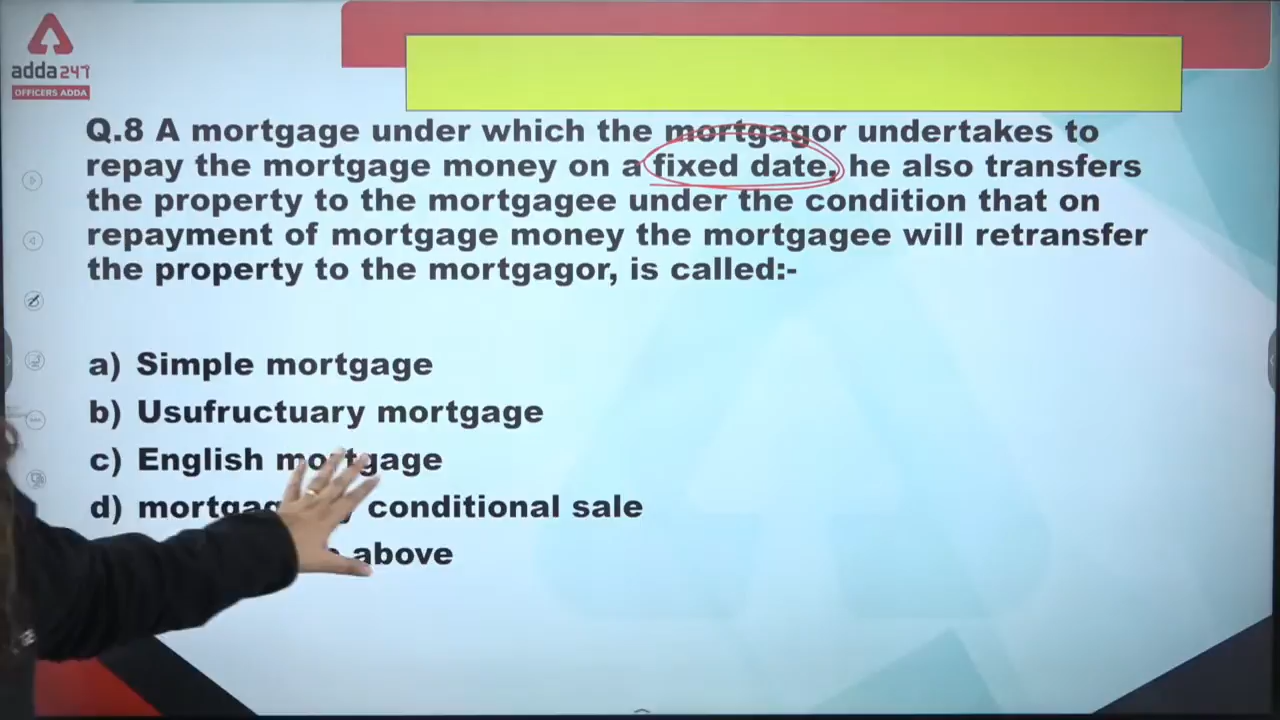 adda247
OFFICERS ADDA
Q.8 A mortgage under which the mortgagor undertakes to
repay the mortgage money on a fixed date, he also transfers
the property to the mortgagee under the condition that on
repayment of mortgage money the mortgagee will retransfer
the property to the mortgagor, is called:-
a) Simple mortgage
b) Usufructuary mortgage
c) English mortgage
d) conditional sale
above